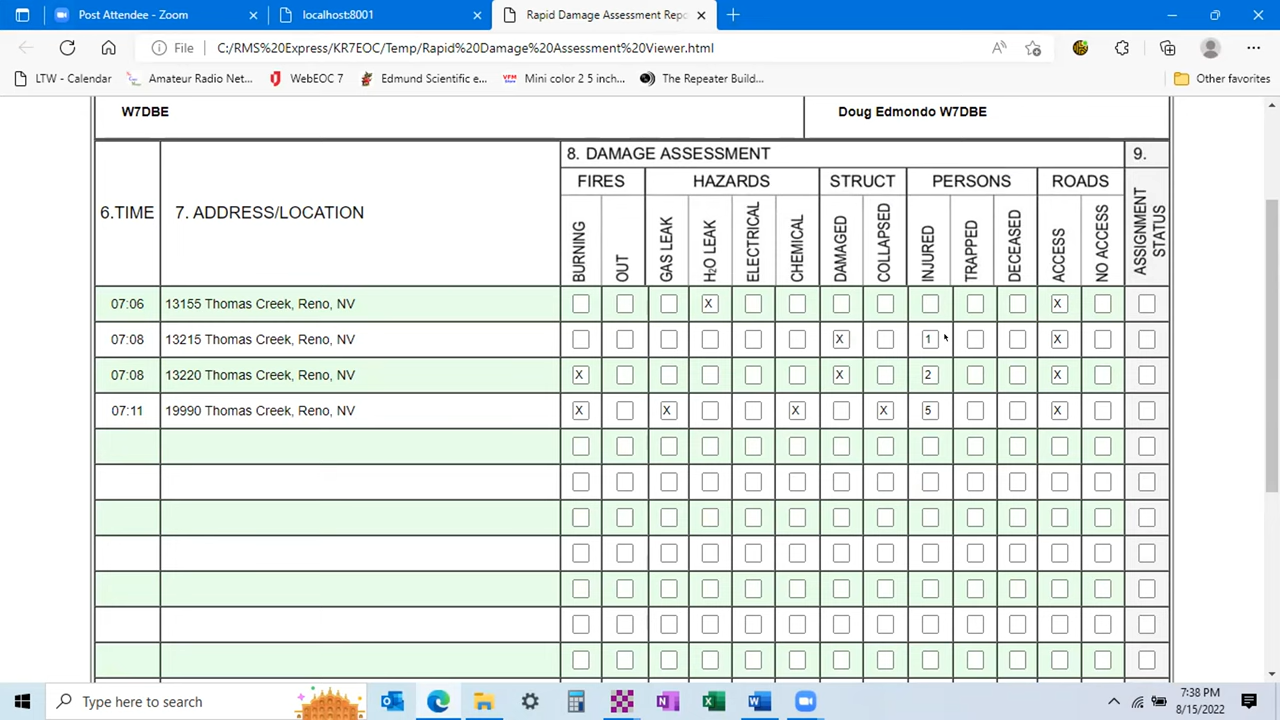 Post Attendee - Zoom
localhost:8001
Rapid Damage Assessment Repo
File
C:/RMS%20Express/KR7EOC/Temp/Rapid%20Damage%20Assessment%20Viewer.html
LTW - Calendar
Amateur Radio Net...
WebEOC 7
Edmund Scientific e...
Mini color 2 5 inch...
The Repeater Build...
Other favorites
W7DBE
Doug Edmondo W7DBE
8. DAMAGE ASSESSMENT
9.
FIRES
HAZARDS
STRUCT
PERSONS
ROADS
6.TIME
7. ADDRESS/LOCATION
BURNING
OUT
GAS LEAK
H2O LEAK
ELECTRICAL
CHEMICAL
DAMAGED
COLLAPSED
INJURED
TRAPPED
DECEASED
ACCESS
NO ACCESS
ASSIGNMENT
STATUS
07:06 13155 Thomas Creek, Reno, NV X X
07:08 13215 Thomas Creek, Reno, NV X 1 X
07:08 13220 Thomas Creek, Reno, NV X X 2 X
07:11 19990 Thomas Creek, Reno, NV X X X X 5 X
Type here to search
7:38 PM
8/15/2022